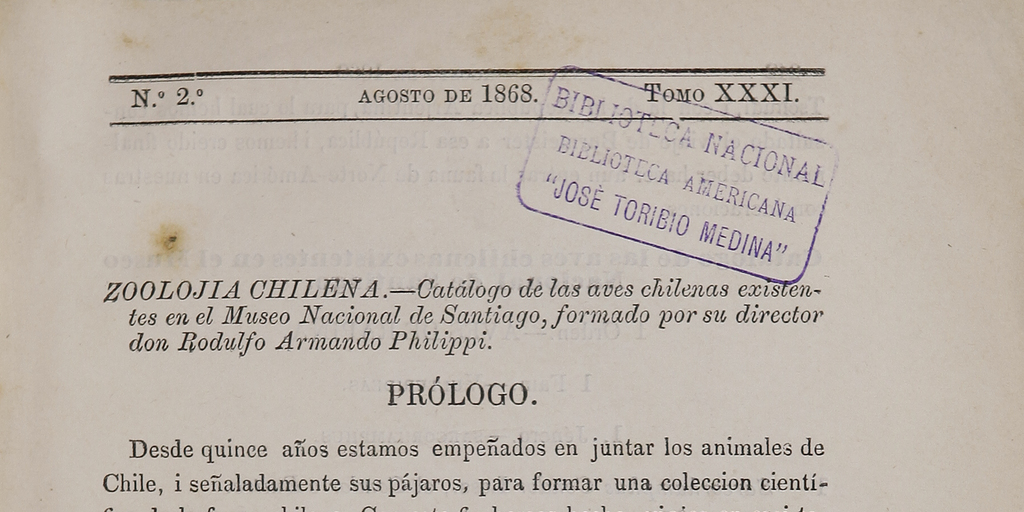 N.º 2.º AGOSTO DE 1868. TOMO XXXI.
BIBLIOTECA NACIONAL
BIBLIOTECA AMERICANA
"JOSÉ TORIBIO MEDINA"
ZOOLOJIA CHILENA.—Catálogo de las aves chilenas existen-
tes en el Museo Nacional de Santiago, formado por su director
don Rodulfo Armando Philippi.
PRÓLOGO.
Desde quince años estamos empeñados en juntar los animales de
Chile, i señaladamente sus pájaros, para formar una coleccion cientí-